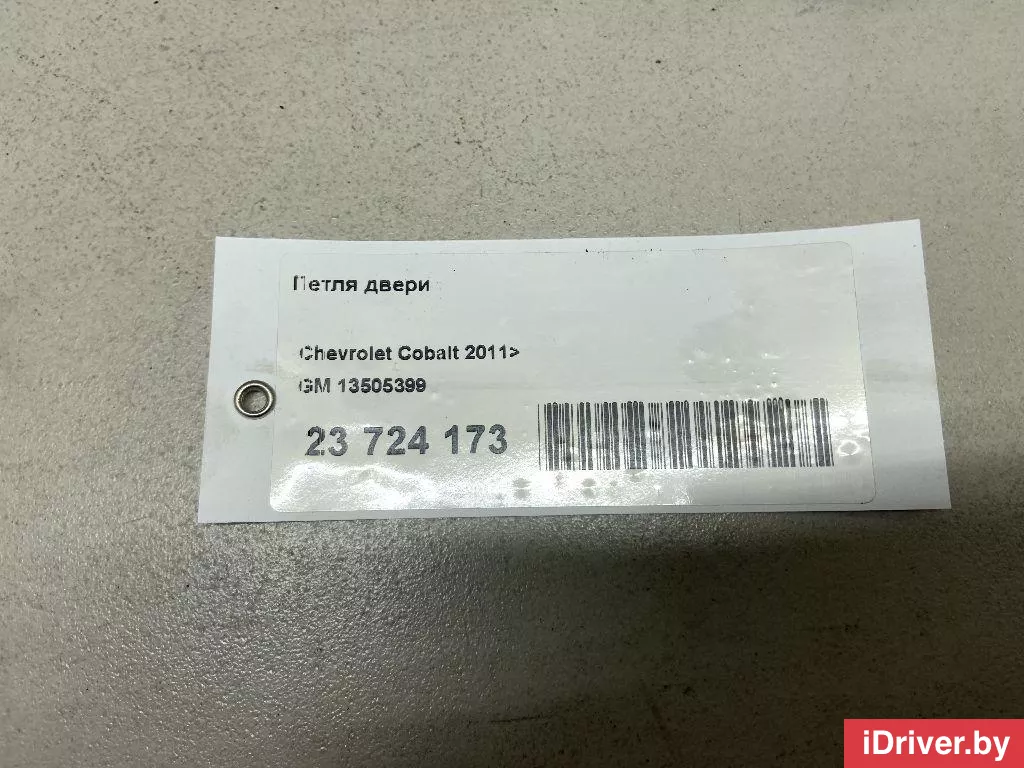 Петля двери
Chevrolet Cobalt 2011>
GM 13505399
23 724 173
iDriver.by